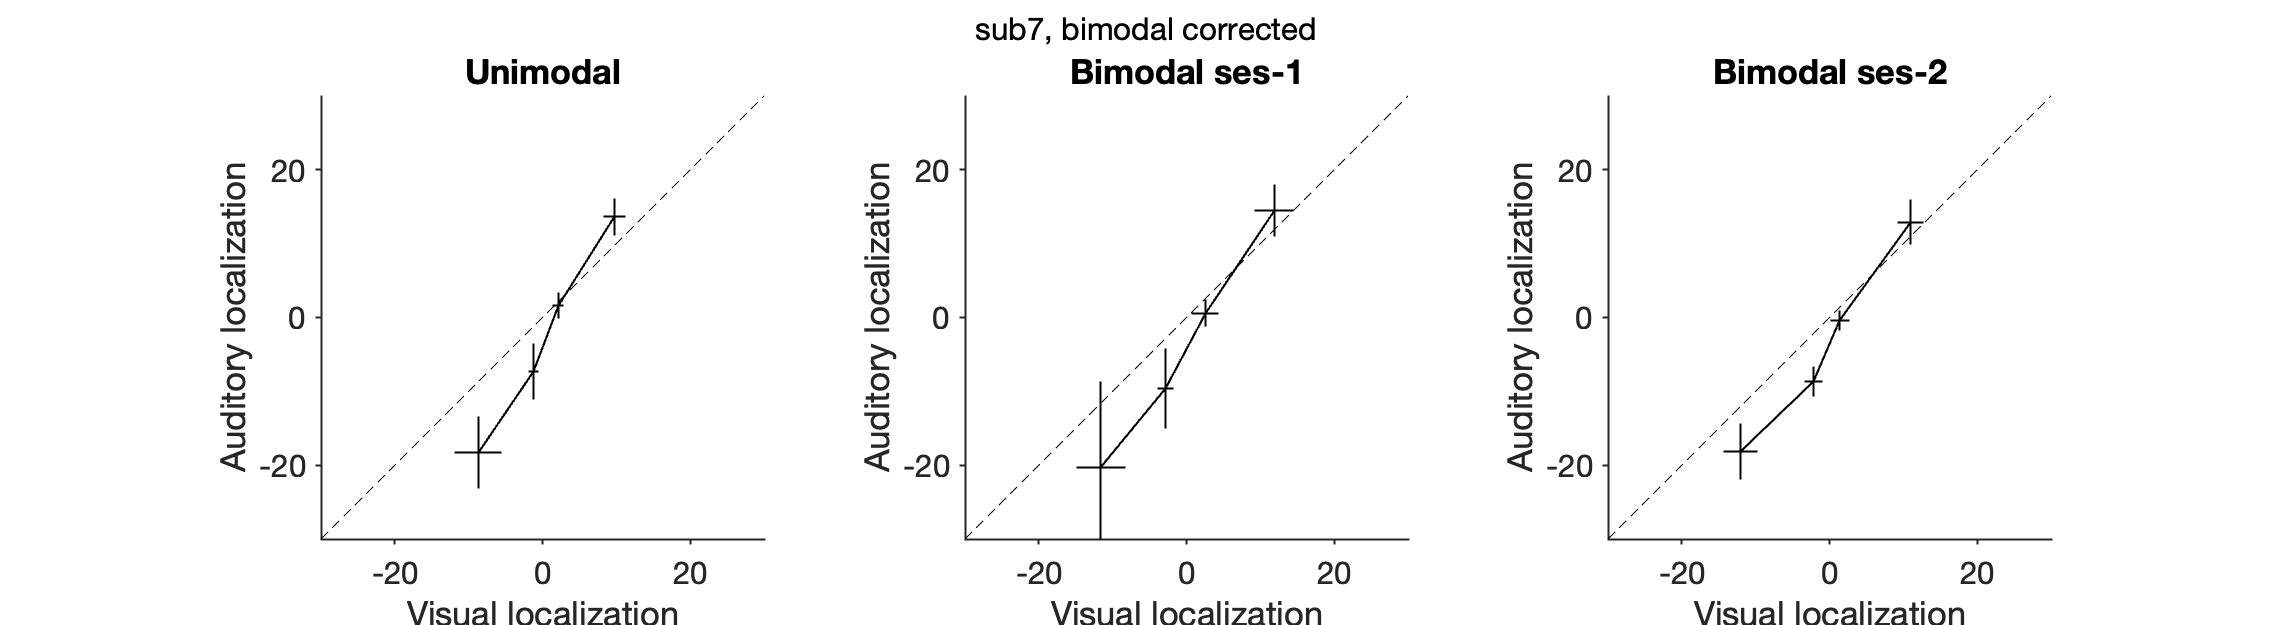 sub7, bimodal corrected
Unimodal
Auditory localization
20
0
-20
-20 0 20
Visual localization
Bimodal ses-1
Auditory localization
20
0
-20
-20 0 20
Visual localization
Bimodal ses-2
Auditory localization
20
0
-20
-20 0 20
Visual localization